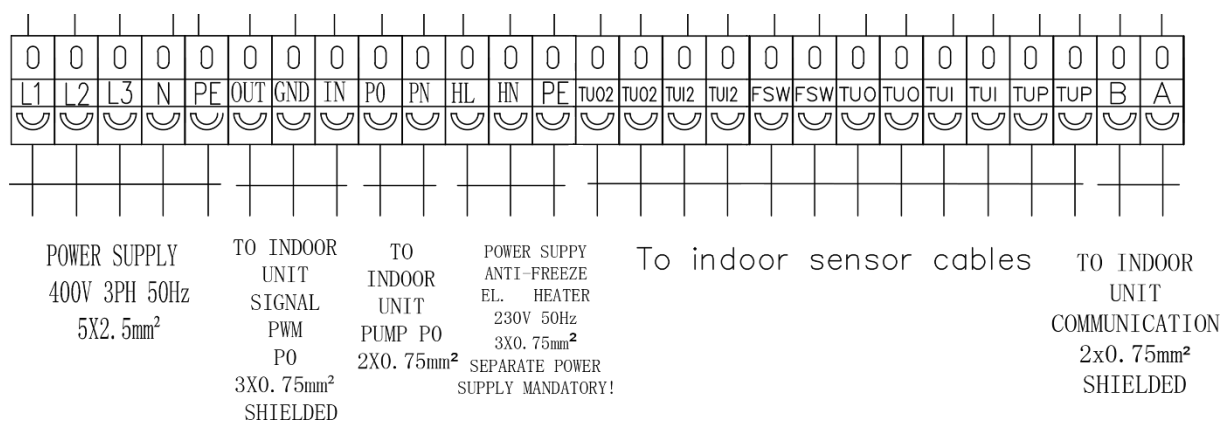 0 0 0 0 0 0 0 0 0 0 0 0 0 0 0 0 0 0 0 0 0 0 0 0 0 0 0
L1 L2 L3 N PE OUT GND IN P0 PN HL HN PE TUO2 TUO2 TUI2 TUI2 FSW FSW TUO TUO TUI TUI TUP TUP B A
POWER SUPPLY
400V 3PH 50Hz
5X2.5mm²
TO INDOOR
UNIT
SIGNAL
PWM
P0
3X0.75mm²
SHIELDED
TO
INDOOR
UNIT
PUMP P0
2X0.75mm²
POWER SUPPY
ANTI-FREEZE
EL. HEATER
230V 50Hz
3X0.75mm²
SEPARATE POWER
SUPPLY MANDATORY!
To indoor sensor cables
TO INDOOR
UNIT
COMMUNICATION
2x0.75mm²
SHIELDED